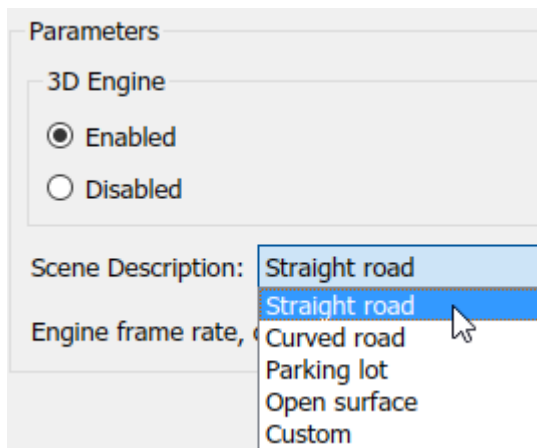 Parameters
3D Engine
Enabled
Disabled
Scene Description: Straight road
Straight road
Engine frame rate,
Curved road
Parking lot
Open surface
Custom